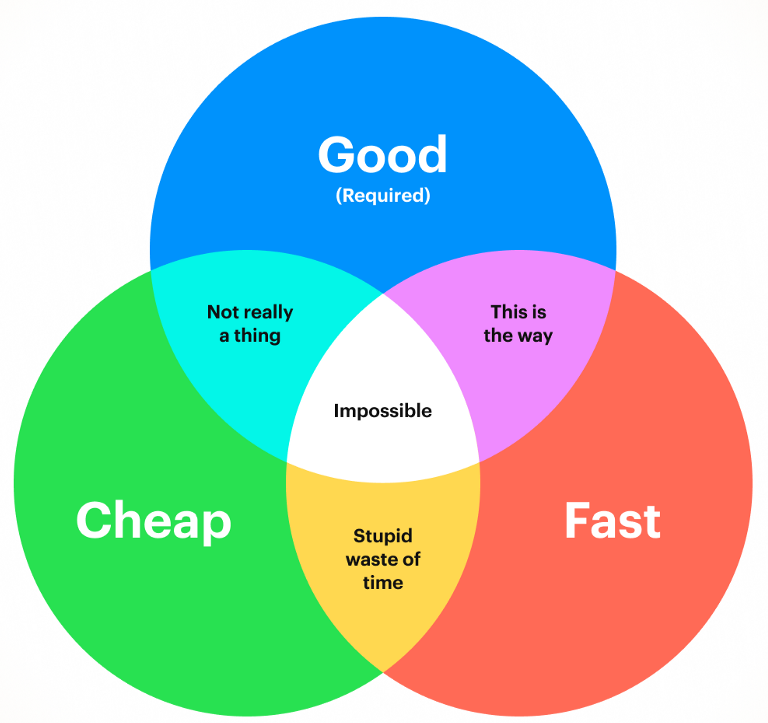 Good
(Required)
Not really
a thing
This is
the way
Impossible
Cheap
Fast
Stupid
waste of
time